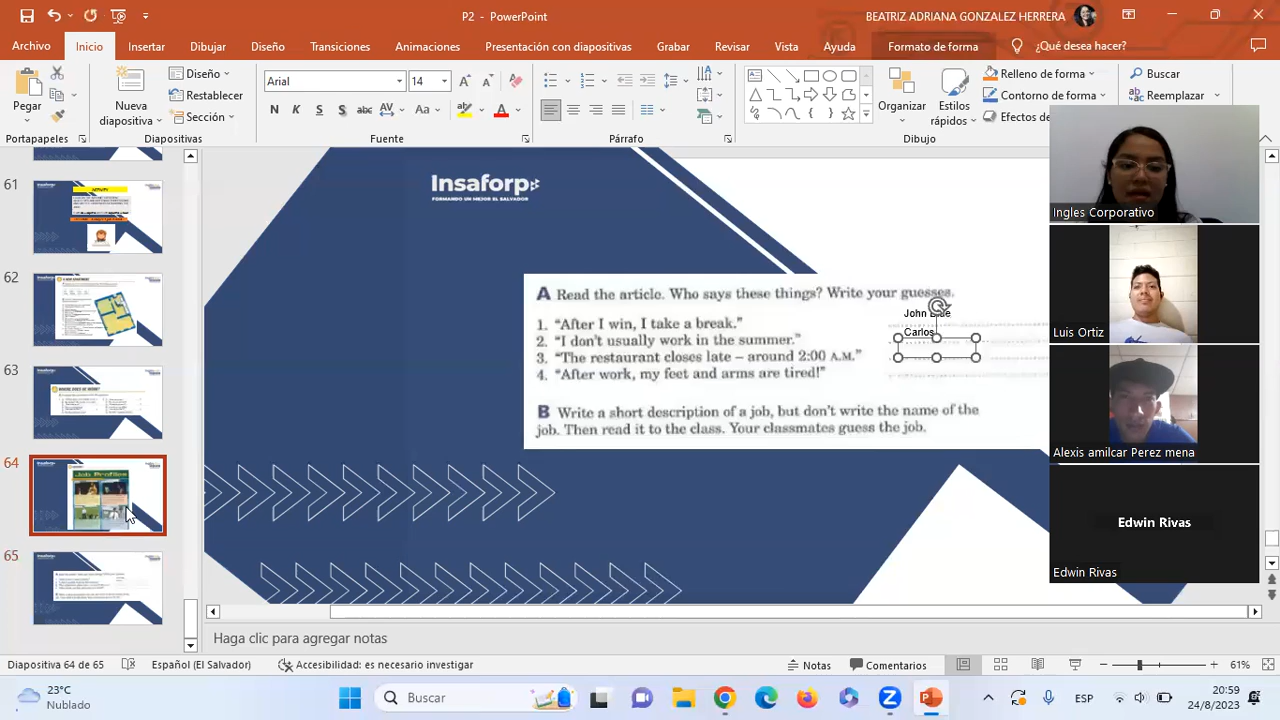 P2 - PowerPoint
BEATRIZ ADRIANA GONZALEZ HERRERA
Archivo Inicio Insertar Dibujar Diseño Transiciones Animaciones Presentación con diapositivas Grabar Revisar Vista Ayuda Formato de forma ¿Qué desea hacer?
Pegar
Nueva diapositiva
Diseño
Restablecer
Sección
Arial 14
N K S S abc AV Aa A
Organizar
Estilos rápidos
Relleno de forma
Contorno de forma
Efectos de
Buscar
Reemplazar
Portapapeles Diapositivas Fuente Párrafo Dibujo
61
62
63
64
65
Insaforp
FORMANDO UN MEJOR EL SALVADOR
A Read the article. Who says these things? Write your guesses.
1. "After I win, I take a break."
2. "I don't usually work in the summer."
3. "The restaurant closes late – around 2:00 A.M."
4. "After work, my feet and arms are tired!"
Carlos
B Write a short description of a job, but don't write the name of the
job. Then read it to the class. Your classmates guess the job.
Ingles Corporativo
Luis Ortiz
Alexis amilcar Perez mena
Edwin Rivas
Edwin Rivas
Haga clic para agregar notas
Diapositiva 64 de 65 Español (El Salvador) Accesibilidad: es necesario investigar Notas Comentarios 61%
23°C
Nublado
Buscar
ESP
20:59
24/8/2023